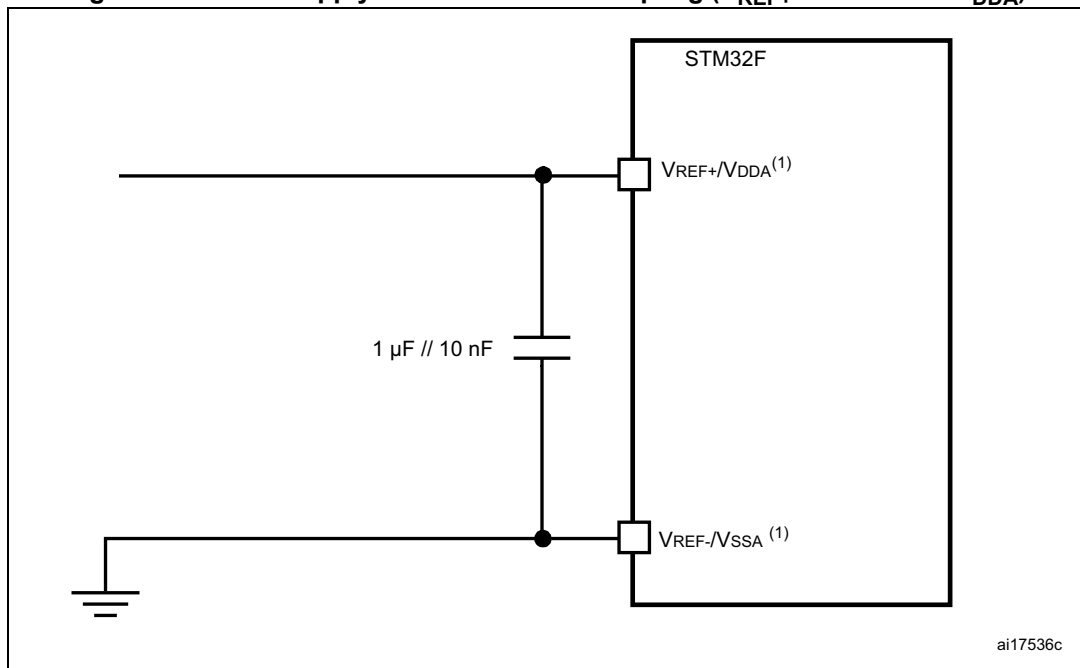 STM32F
VREF+/VDDA(1)
1 µF // 10 nF
VREF-/VSSA (1)
ai17536c